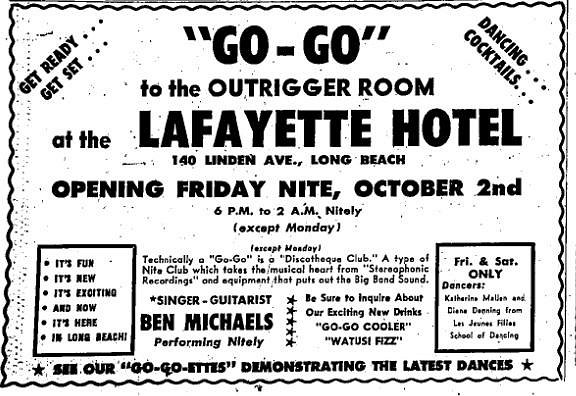 GET READY . . .
GET SET . . .
"GO-GO"
DANCING . . .
COCKTAILS . . .
to the OUTRIGGER ROOM
at the LAFAYETTE HOTEL
140 LINDEN AVE., LONG BEACH
OPENING FRIDAY NITE, OCTOBER 2nd
6 P.M. to 2 A.M. Nitely
(except Monday)
(except Monday)
Technically a "Go-Go" is a "Discotheque Club." A type of
Nite Club which takes the musical heart from "Stereophonic
Recordings" and equipment that puts out the Big Band Sound.
• IT'S FUN
• IT'S NEW
• IT'S EXCITING
• AND NOW
• IT'S HERE
• IN LONG BEACH!
*SINGER-GUITARIST
BEN MICHAELS
Performing Nitely
Be Sure to Inquire About
Our Exciting New Drinks
"GO-GO COOLER"
"WATUSI FIZZ"
Fri. & Sat.
ONLY
Dancers:
Katherine Mallen and
Diane Denning from
Les Jeunes Filles
School of Dancing
★ SEE OUR "GO-GO-ETTES" DEMONSTRATING THE LATEST DANCES ★